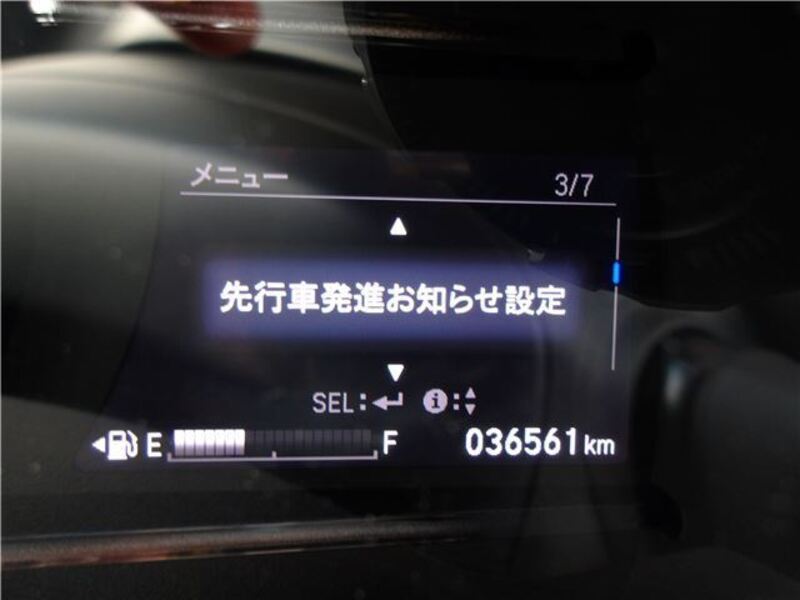 メニュー 3/7
▲
先行車発進お知らせ設定
▼
SEL:↵ i:▲▼
E F 036561km